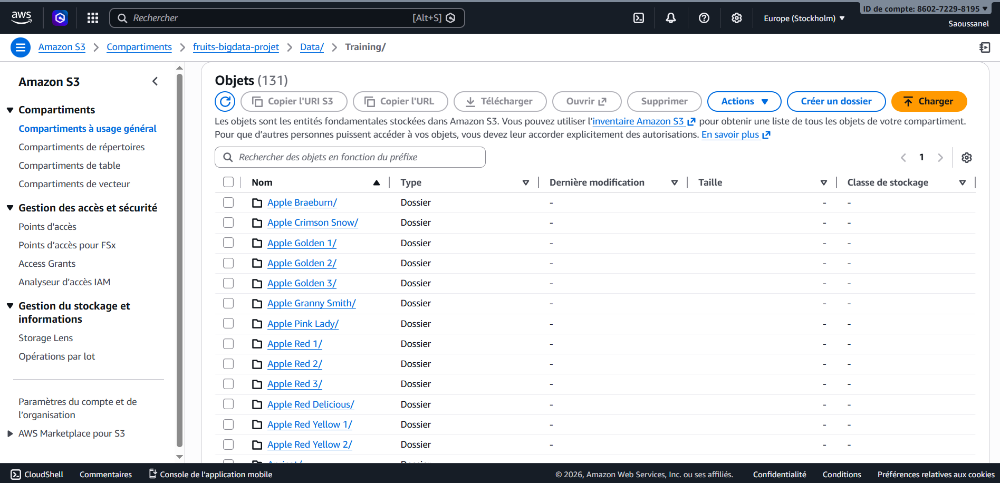 aws
Rechercher
[Alt+S]
Europe (Stockholm)
ID de compte: 8602-7229-8195
Saoussanel
Amazon S3
Compartiments
fruits-bigdata-projet
Data/
Training/
Amazon S3
Compartiments
Compartiments à usage général
Compartiments de répertoires
Compartiments de table
Compartiments de vecteur
Gestion des accès et sécurité
Points d'accès
Points d’accès pour FSx
Access Grants
Analyseur d’accès IAM
Gestion du stockage et
informations
Storage Lens
Opérations par lot
Paramètres du compte et de
l’organisation
AWS Marketplace pour S3
Objets (131)
Copier l'URI S3
Copier l'URL
Télécharger
Ouvrir
Supprimer
Actions
Créer un dossier
Charger
Les objets sont les entités fondamentales stockées dans Amazon S3. Vous pouvez utiliser l’inventaire Amazon S3 pour obtenir une liste de tous les objets de votre compartiment.
Pour que d’autres personnes puissent accéder à vos objets, vous devez leur accorder explicitement des autorisations. En savoir plus
Rechercher des objets en fonction du préfixe
1
Nom Type Dernière modification Taille Classe de stockage
Apple Braeburn/ Dossier - - -
Apple Crimson Snow/ Dossier - - -
Apple Golden 1/ Dossier - - -
Apple Golden 2/ Dossier - - -
Apple Golden 3/ Dossier - - -
Apple Granny Smith/ Dossier - - -
Apple Pink Lady/ Dossier - - -
Apple Red 1/ Dossier - - -
Apple Red 2/ Dossier - - -
Apple Red 3/ Dossier - - -
Apple Red Delicious/ Dossier - - -
Apple Red Yellow 1/ Dossier - - -
Apple Red Yellow 2/ Dossier - - -
CloudShell
Commentaires
Console de l'application mobile
© 2026, Amazon Web Services, Inc. ou ses affiliés.
Confidentialité
Conditions
Préférences relatives aux cookies